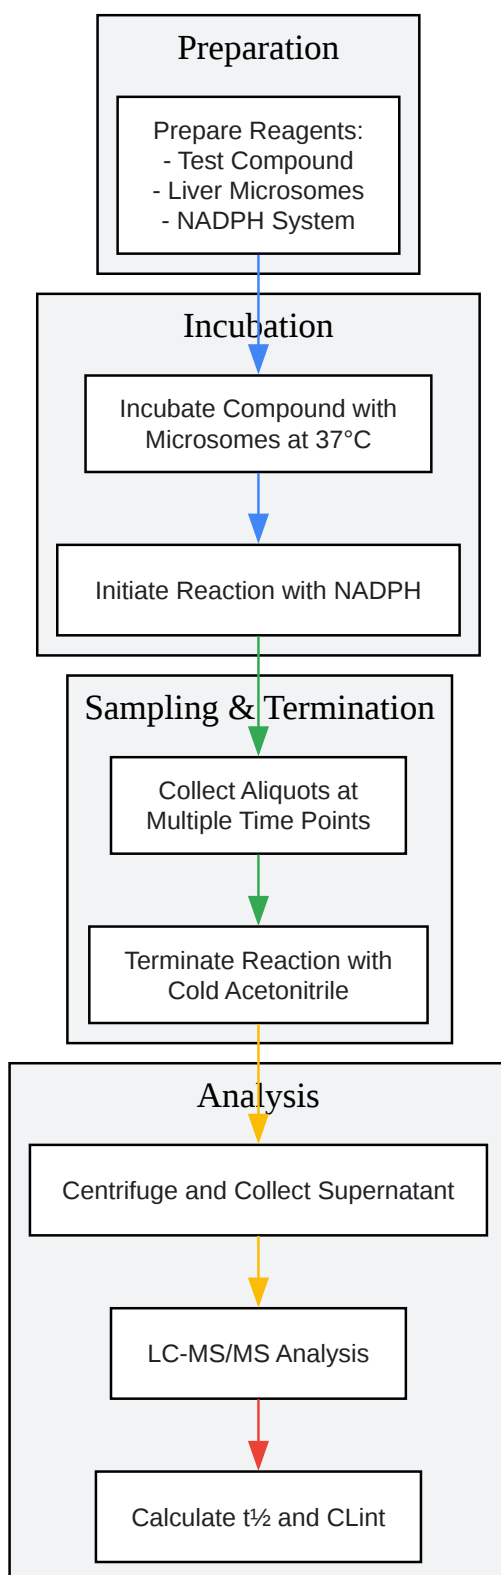 Preparation
Prepare Reagents:
- Test Compound
- Liver Microsomes
- NADPH System
Incubation
Incubate Compound with
Microsomes at 37°C
Initiate Reaction with NADPH
Sampling & Termination
Collect Aliquots at
Multiple Time Points
Terminate Reaction with
Cold Acetonitrile
Analysis
Centrifuge and Collect Supernatant
LC-MS/MS Analysis
Calculate t½ and CLint